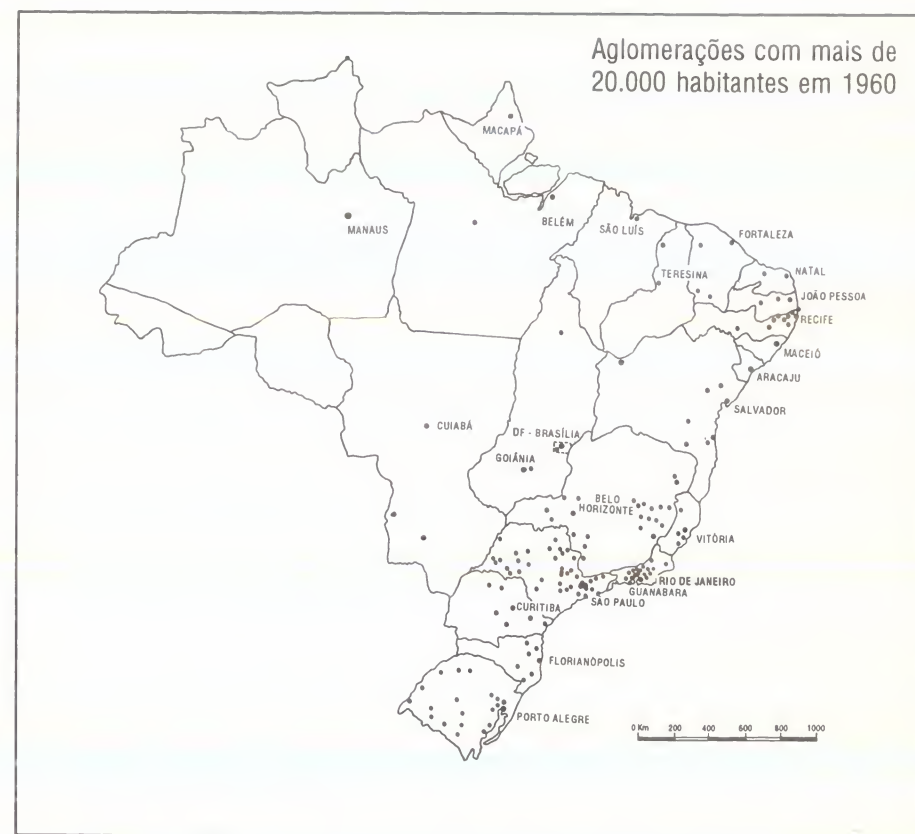 Aglomerações com mais de
20.000 habitantes em 1960
MACAPÁ
MANAUS
BELÉM
SÃO LUÍS
FORTALEZA
TERESINA
NATAL
JOÃO PESSOA
RECIFE
MACEIÓ
ARACAJU
SALVADOR
CUIABÁ
DF - BRASÍLIA
GOIÂNIA
BELO
HORIZONTE
VITÓRIA
RIO DE JANEIRO
GUANABARA
SÃO PAULO
CURITIBA
FLORIANÓPOLIS
PORTO ALEGRE
0 Km 200 400 600 800 1000